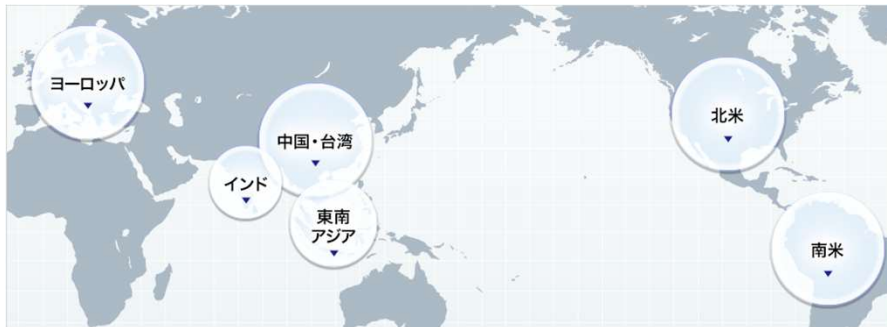 ヨーロッパ
中国・台湾
北米
インド
東南
アジア
南米